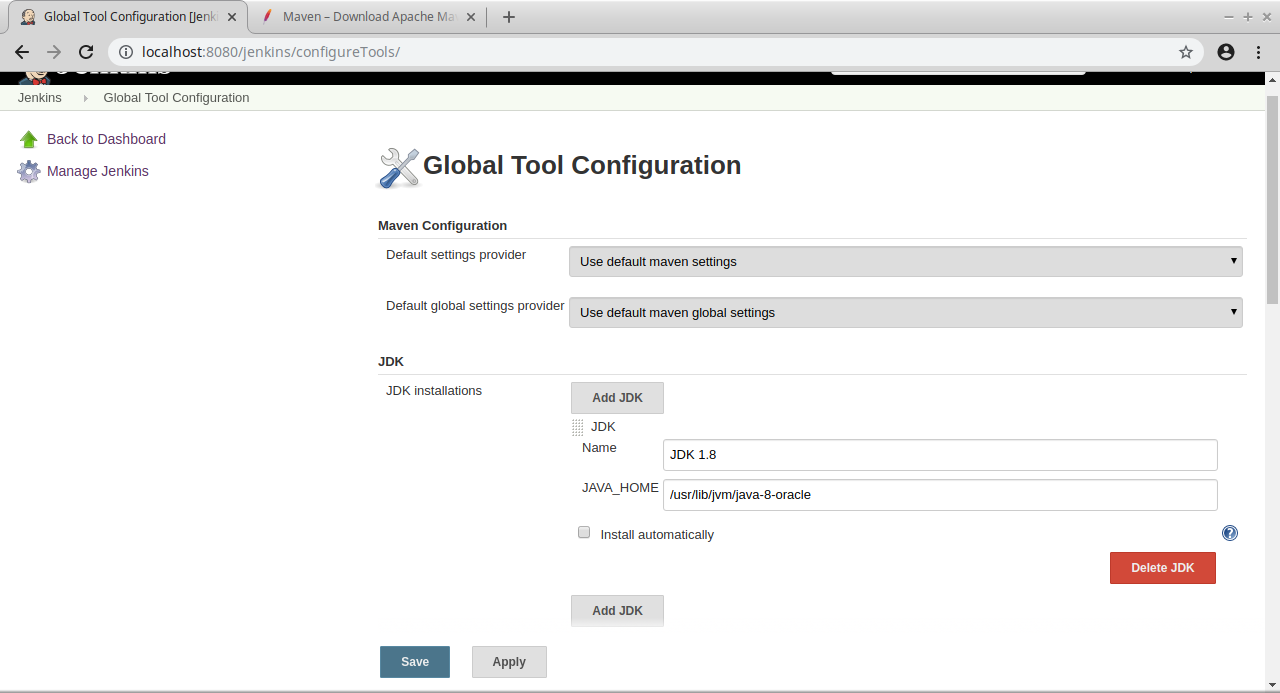 Global Tool Configuration [Jenki
Maven – Download Apache Ma
localhost:8080/jenkins/configureTools/
Jenkins
Jenkins Global Tool Configuration
Back to Dashboard
Manage Jenkins
Global Tool Configuration
Maven Configuration
Default settings provider Use default maven settings
Default global settings provider Use default maven global settings
JDK
JDK installations Add JDK
JDK
Name JDK 1.8
JAVA_HOME /usr/lib/jvm/java-8-oracle
Install automatically ?
Delete JDK
Add JDK
Save Apply